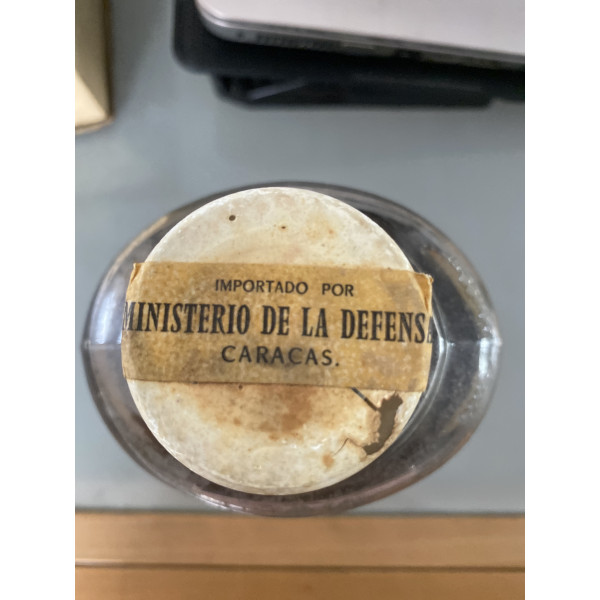 IMPORTADO POR
MINISTERIO DE LA DEFENSA
CARACAS.